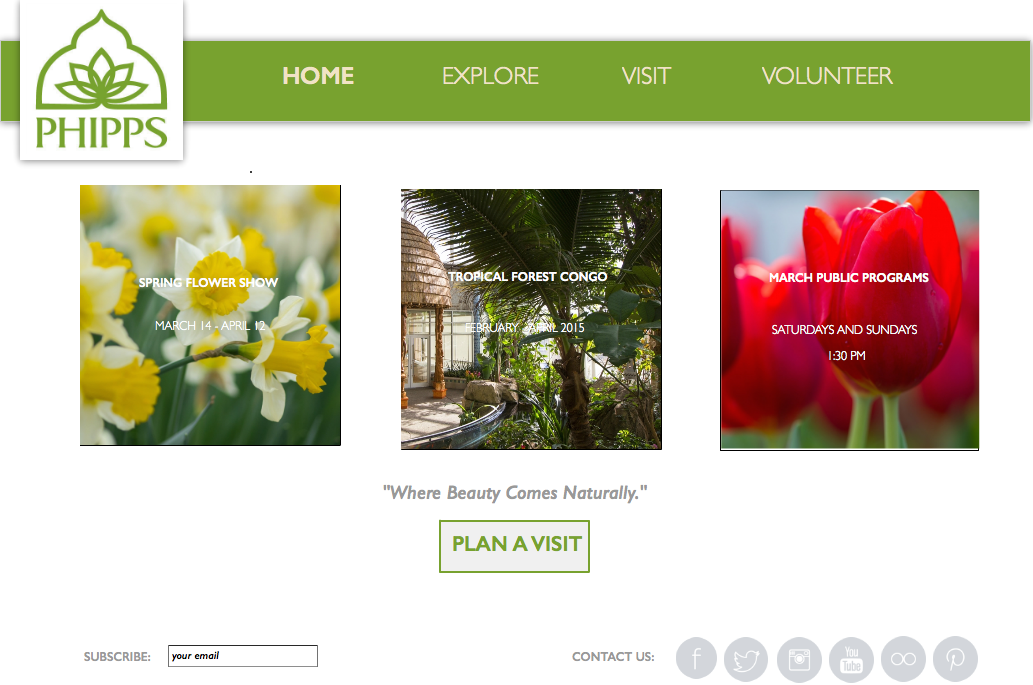 PHIPPS
HOME EXPLORE VISIT VOLUNTEER
SPRING FLOWER SHOW
MARCH 14 - APRIL 12
TROPICAL FOREST CONGO
FEBRUARY - APRIL 2015
MARCH PUBLIC PROGRAMS
SATURDAYS AND SUNDAYS
1:30 PM
"Where Beauty Comes Naturally."
PLAN A VISIT
SUBSCRIBE: your email
CONTACT US: f You
Tube